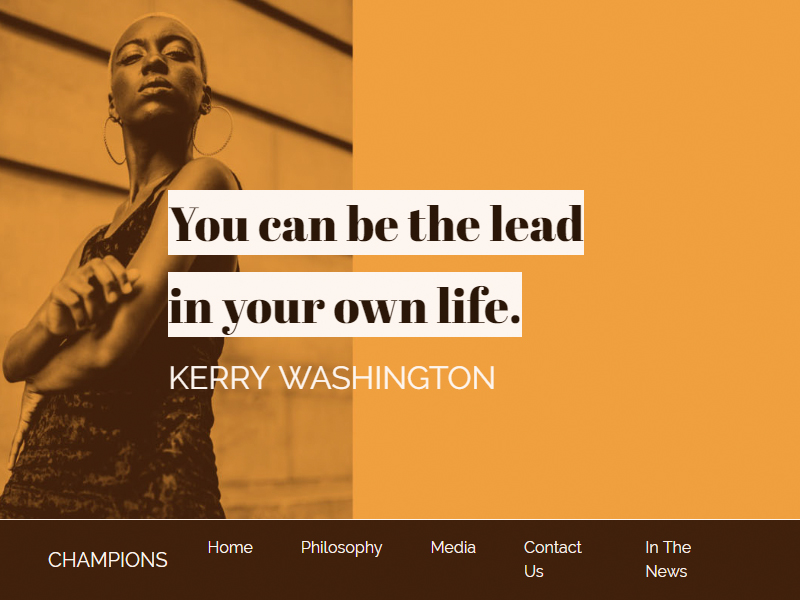 You can be the lead
in your own life.
KERRY WASHINGTON
CHAMPIONS
Home
Philosophy
Media
Contact
Us
In The
News